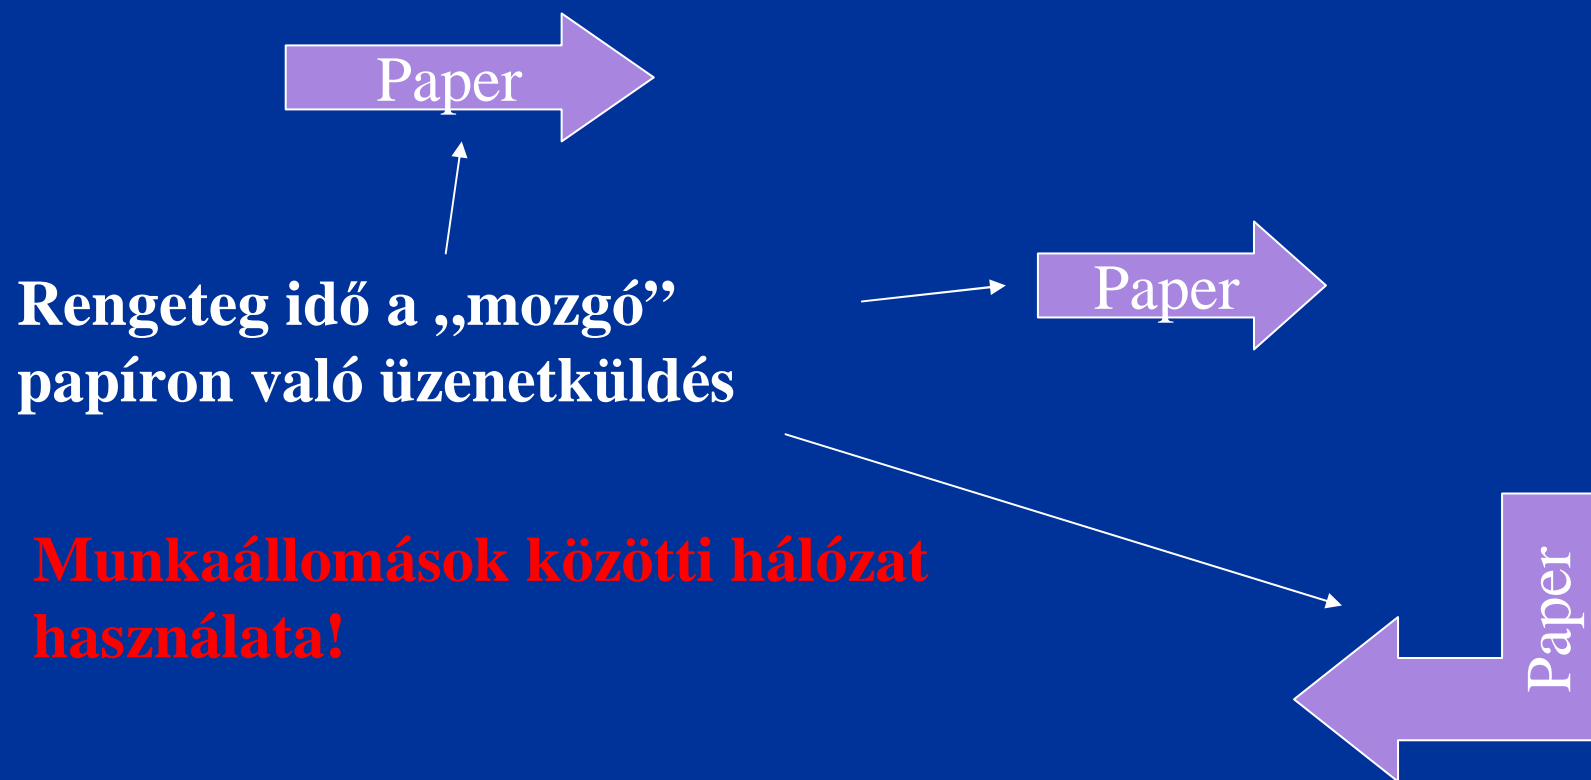 Paper
Paper
Rengeteg idő a „mozgó”
papíron való üzenetküldés
Munkaállomások közötti hálózat
használata!
Paper